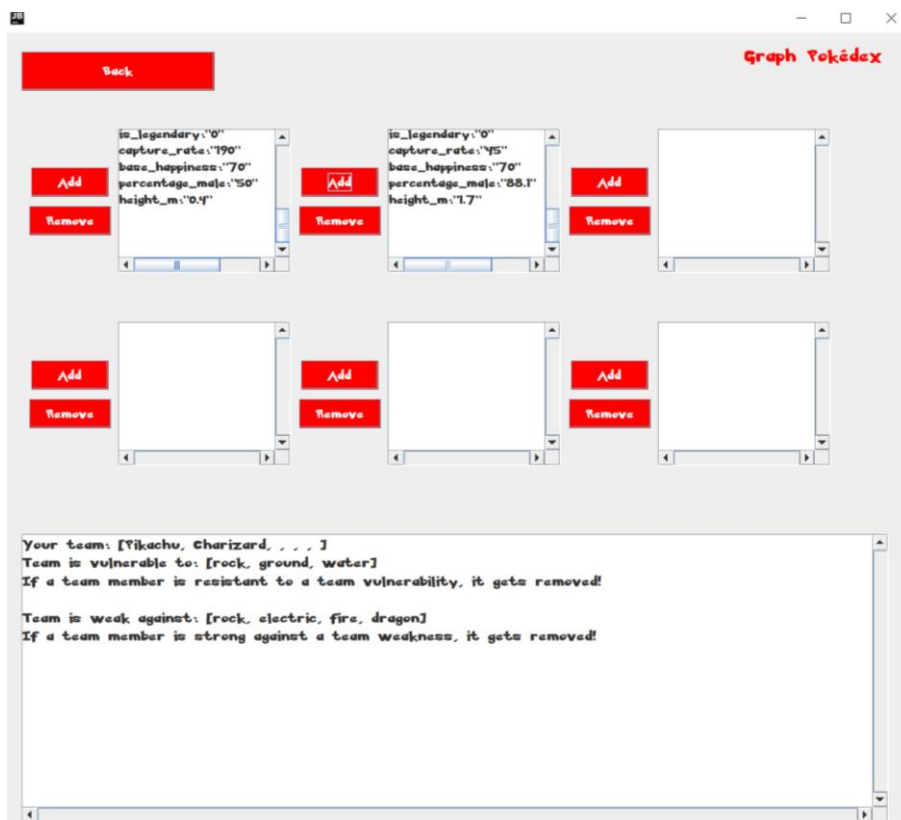 JB
Graph Pokédex
Back
is_legendary:"0"
capture_rate:"190"
base_happiness:"70"
percentage_male:"50"
height_m:"0.4"
Add
Remove
is_legendary:"0"
capture_rate:"45"
base_happiness:"70"
percentage_male:"88.1"
height_m:"1.7"
Add
Remove
Add
Remove
Add
Remove
Add
Remove
Add
Remove
Your team: [Pikachu, Charizard, , , , ]
Team is vulnerable to: [rock, ground, water]
If a team member is resistant to a team vulnerability, it gets removed!
Team is weak against: [rock, electric, fire, dragon]
If a team member is strong against a team weakness, it gets removed!